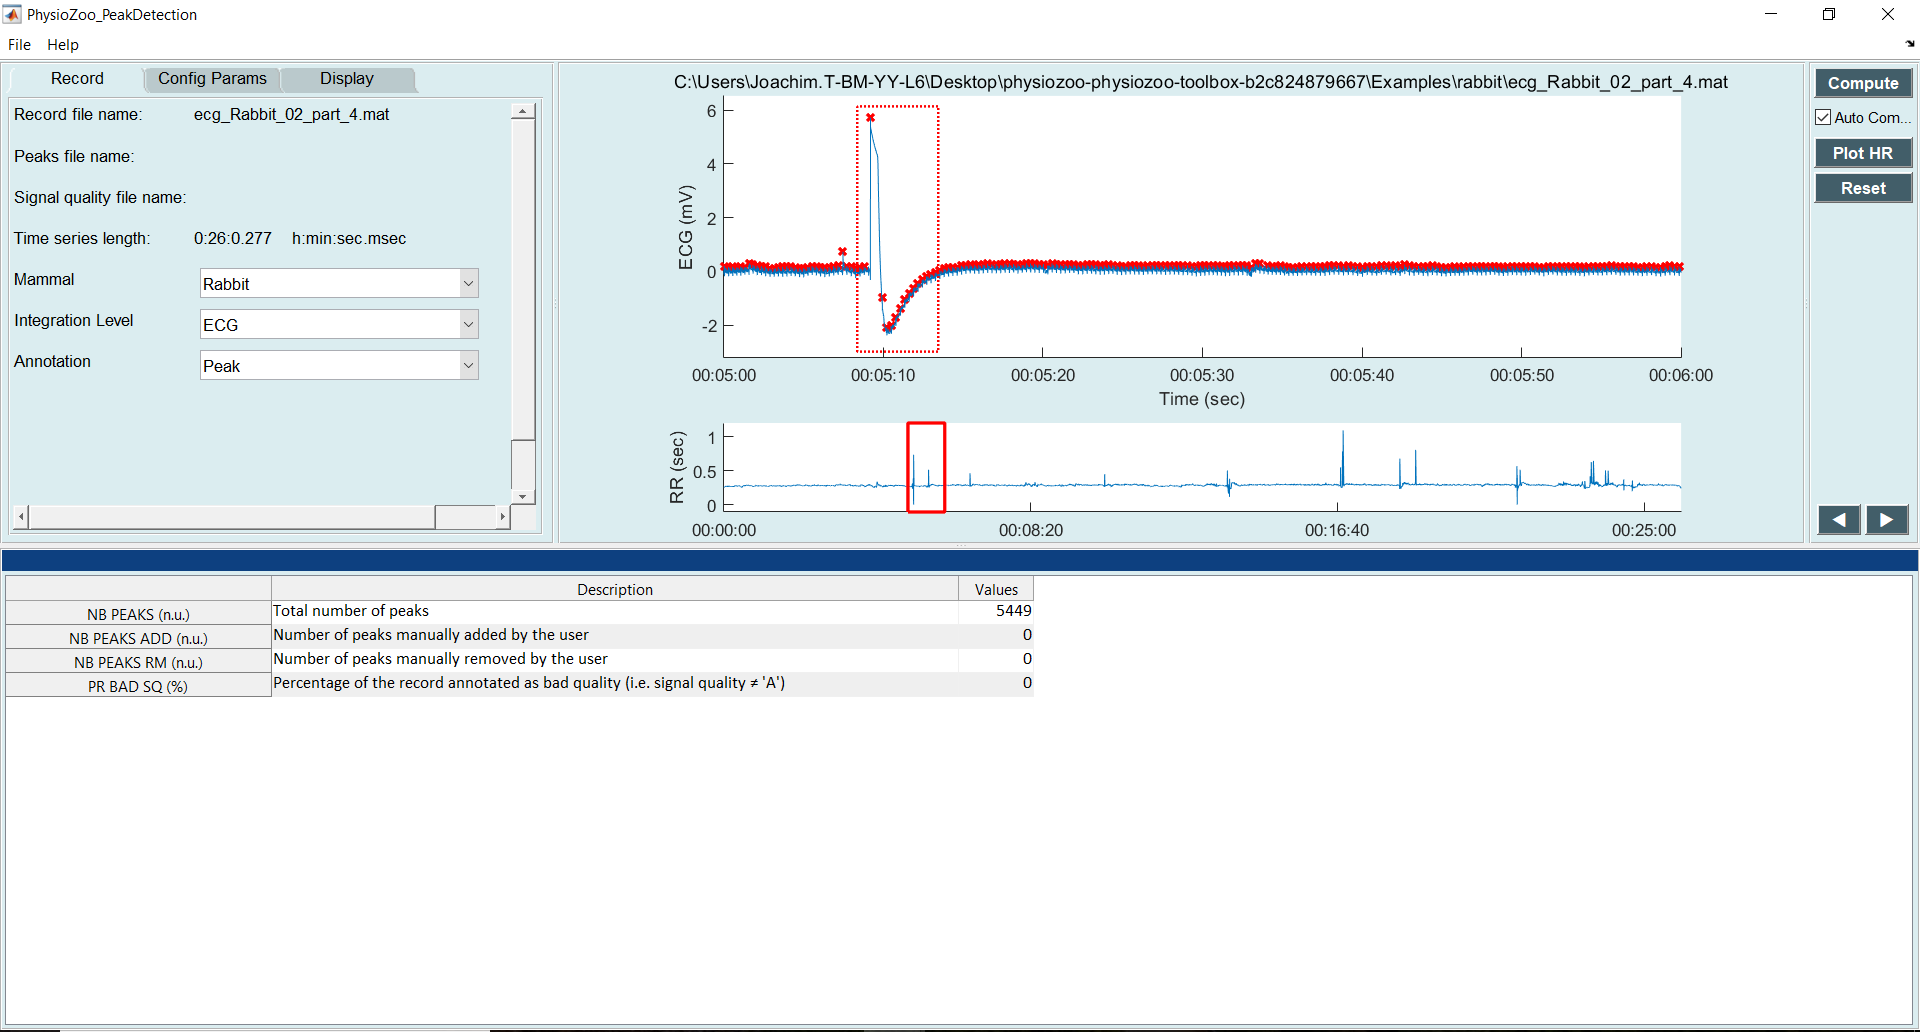 PhysioZoo_PeakDetection
File Help
Record Config Params Display
Record file name: ecg_Rabbit_02_part_4.mat
Peaks file name:
Signal quality file name:
Time series length: 0:26:0.277 h:min:sec.msec
Mammal Rabbit
Integration Level ECG
Annotation Peak
C:\Users\Joachim.T-BM-YY-L6\Desktop\physiozoo-physiozoo-toolbox-b2c824879667\Examples\rabbit\ecg_Rabbit_02_part_4.mat
ECG (mV)
6
4
2
0
-2
00:05:00 00:05:10 00:05:20 00:05:30 00:05:40 00:05:50 00:06:00
Time (sec)
RR (sec)
1
0.5
0
00:00:00 00:08:20 00:16:40 00:25:00
Compute
Auto Com...
Plot HR
Reset
Description Values
NB PEAKS (n.u.) Total number of peaks 5449
NB PEAKS ADD (n.u.) Number of peaks manually added by the user 0
NB PEAKS RM (n.u.) Number of peaks manually removed by the user 0
PR BAD SQ (%) Percentage of the record annotated as bad quality (i.e. signal quality ≠ 'A') 0